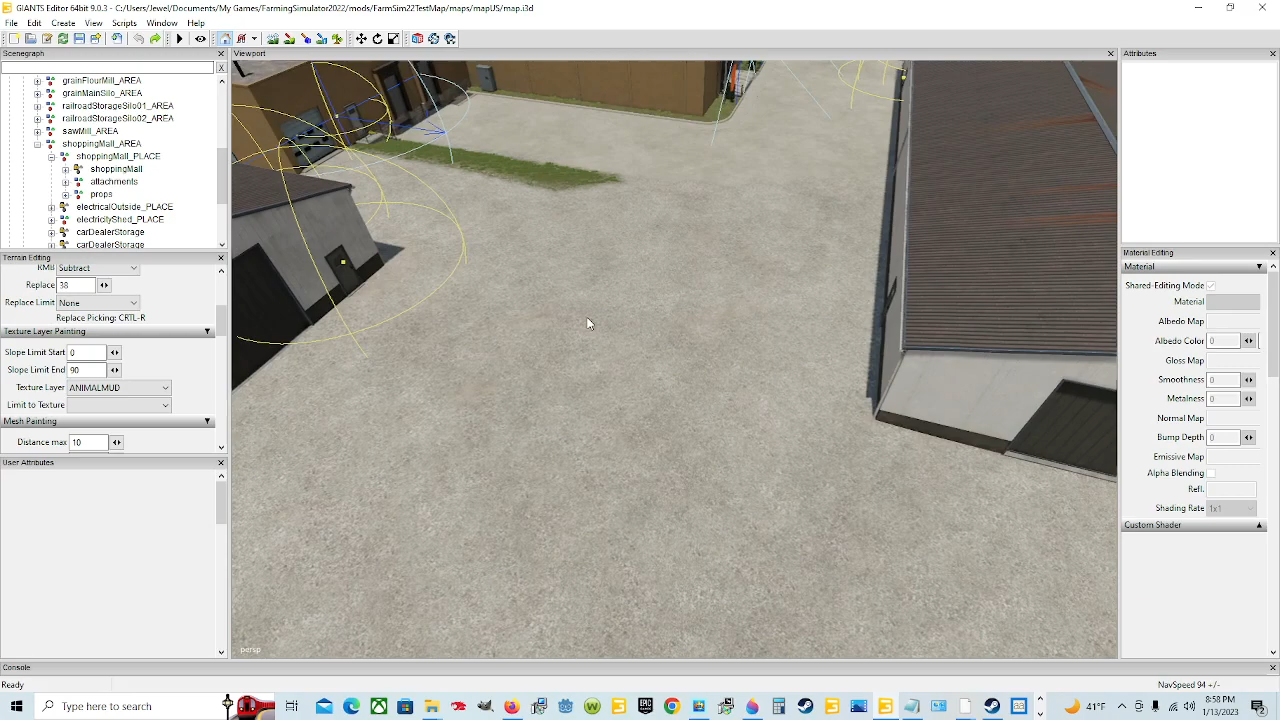 GIANTS Editor 64bit 9.0.3 - C:/Users/Jewel/Documents/My Games/FarmingSimulator2022/mods/FarmSim22TestMap/maps/mapUS/map.i3d
File Edit Create View Scripts Window Help
Scenegraph
X
grainFlourMill_AREA
grainMainSilo_AREA
railroadStorageSilo01_AREA
railroadStorageSilo02_AREA
sawMill_AREA
shoppingMall_AREA
shoppingMall_PLACE
shoppingMall
attachments
props
electricalOutside_PLACE
electricityShed_PLACE
carDealerStorage
carDealerStorage
Terrain Editing
RMB Subtract
Replace 38
Replace Limit None
Replace Picking: CRTL-R
Texture Layer Painting
Slope Limit Start 0
Slope Limit End 90
Texture Layer ANIMALMUD
Limit to Texture
Mesh Painting
Distance max 10
User Attributes
Viewport
persp
Attributes
Material Editing
Material
Shared-Editing Mode
Material
Albedo Map
Albedo Color 0
Gloss Map
Smoothness 0
Metalness 0
Normal Map
Bump Depth 0
Emissive Map
Alpha Blending
Refl.
Shading Rate 1x1
Custom Shader
Console
Ready
NavSpeed 94 +/-
Type here to search
41°F
8:58 PM
1/13/2023
2